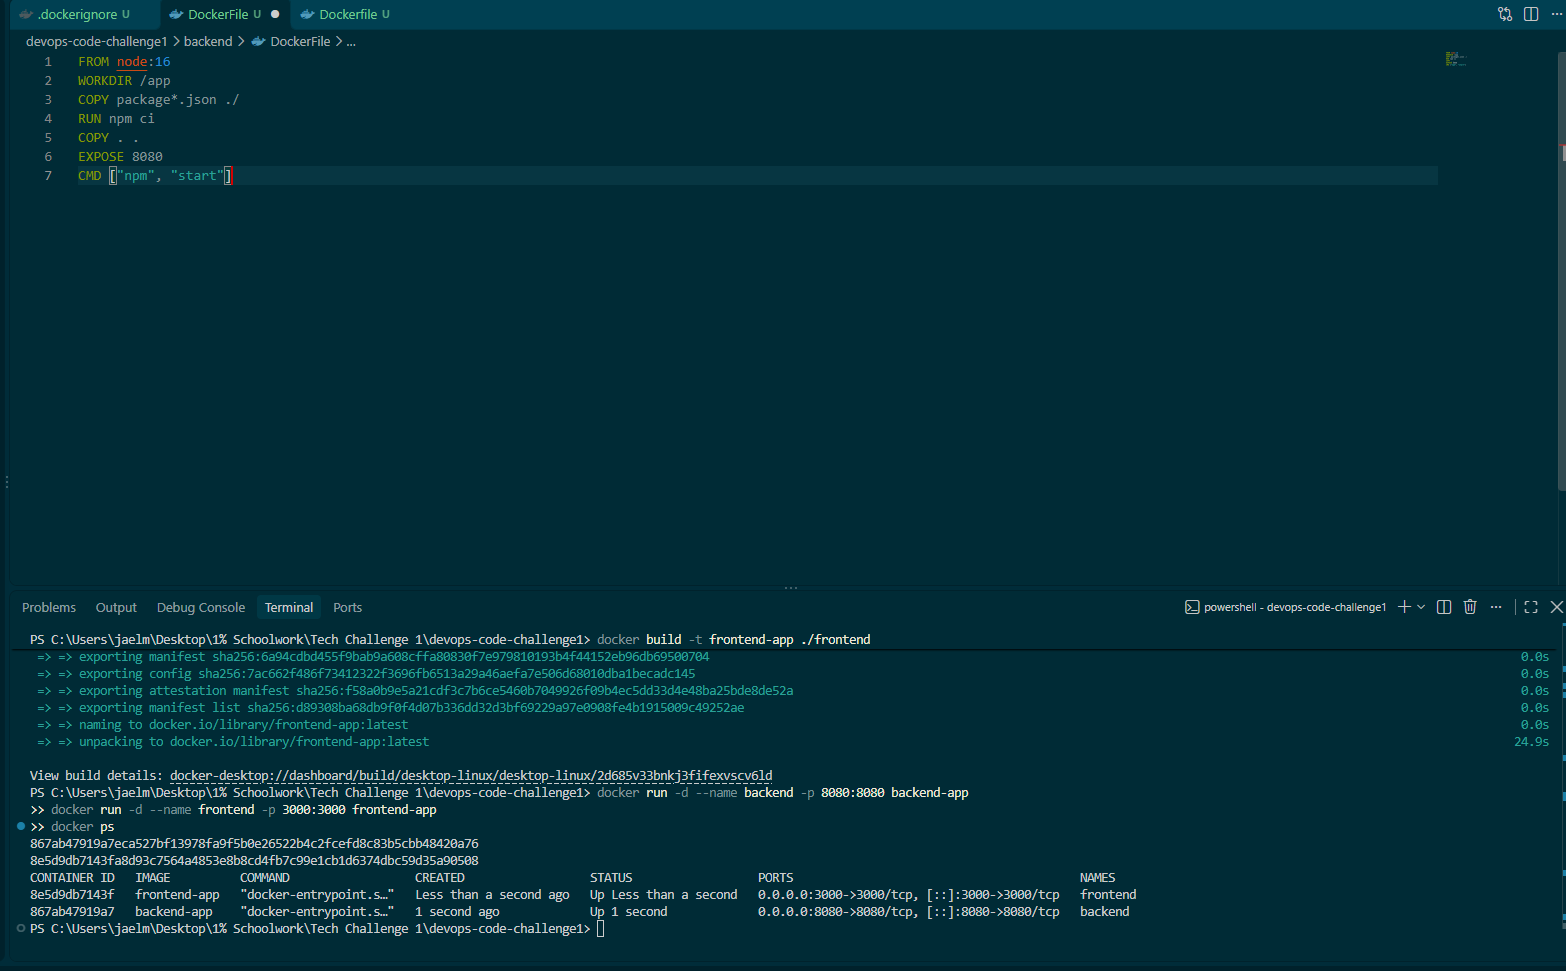 .dockerignore U
DockerFile U
Dockerfile U
devops-code-challenge1 > backend > DockerFile > ...
1 FROM node:16
2 WORKDIR /app
3 COPY package*.json ./
4 RUN npm ci
5 COPY . .
6 EXPOSE 8080
7 CMD ["npm", "start"]
Problems Output Debug Console Terminal Ports
powershell - devops-code-challenge1
PS C:\Users\jaelm\Desktop\1% Schoolwork\Tech Challenge 1\devops-code-challenge1> docker build -t frontend-app ./frontend
=> => exporting manifest sha256:6a94cdbd455f9bab9a608cffa80830f7e979810193b4f44152eb96db69500704 0.0s
=> => exporting config sha256:7ac662f486f73412322f3696fb6513a29a46aefa7e506d68010dba1becadc145 0.0s
=> => exporting attestation manifest sha256:f58a0b9e5a21cdf3c7b6ce5460b7049926f09b4ec5dd33d4e48ba25bde8de52a 0.0s
=> => exporting manifest list sha256:d89308ba68db9f0f4d07b336dd32d3bf69229a97e0908fe4b1915009c49252ae 0.0s
=> => naming to docker.io/library/frontend-app:latest 0.0s
=> => unpacking to docker.io/library/frontend-app:latest 24.9s
View build details: docker-desktop://dashboard/build/desktop-linux/desktop-linux/2d685v33bnkj3fifexvscv6ld
PS C:\Users\jaelm\Desktop\1% Schoolwork\Tech Challenge 1\devops-code-challenge1> docker run -d --name backend -p 8080:8080 backend-app
>> docker run -d --name frontend -p 3000:3000 frontend-app
>> docker ps
867ab47919a7eca527bf13978fa9f5b0e26522b4c2fcefd8c83b5cbb48420a76
8e5d9db7143fa8d93c7564a4853e8b8cd4fb7c99e1cb1d6374dbc59d35a90508
CONTAINER ID IMAGE COMMAND CREATED STATUS PORTS NAMES
8e5d9db7143f frontend-app "docker-entrypoint.s…" Less than a second ago Up Less than a second 0.0.0.0:3000->3000/tcp, [::]:3000->3000/tcp frontend
867ab47919a7 backend-app "docker-entrypoint.s…" 1 second ago Up 1 second 0.0.0.0:8080->8080/tcp, [::]:8080->8080/tcp backend
PS C:\Users\jaelm\Desktop\1% Schoolwork\Tech Challenge 1\devops-code-challenge1>